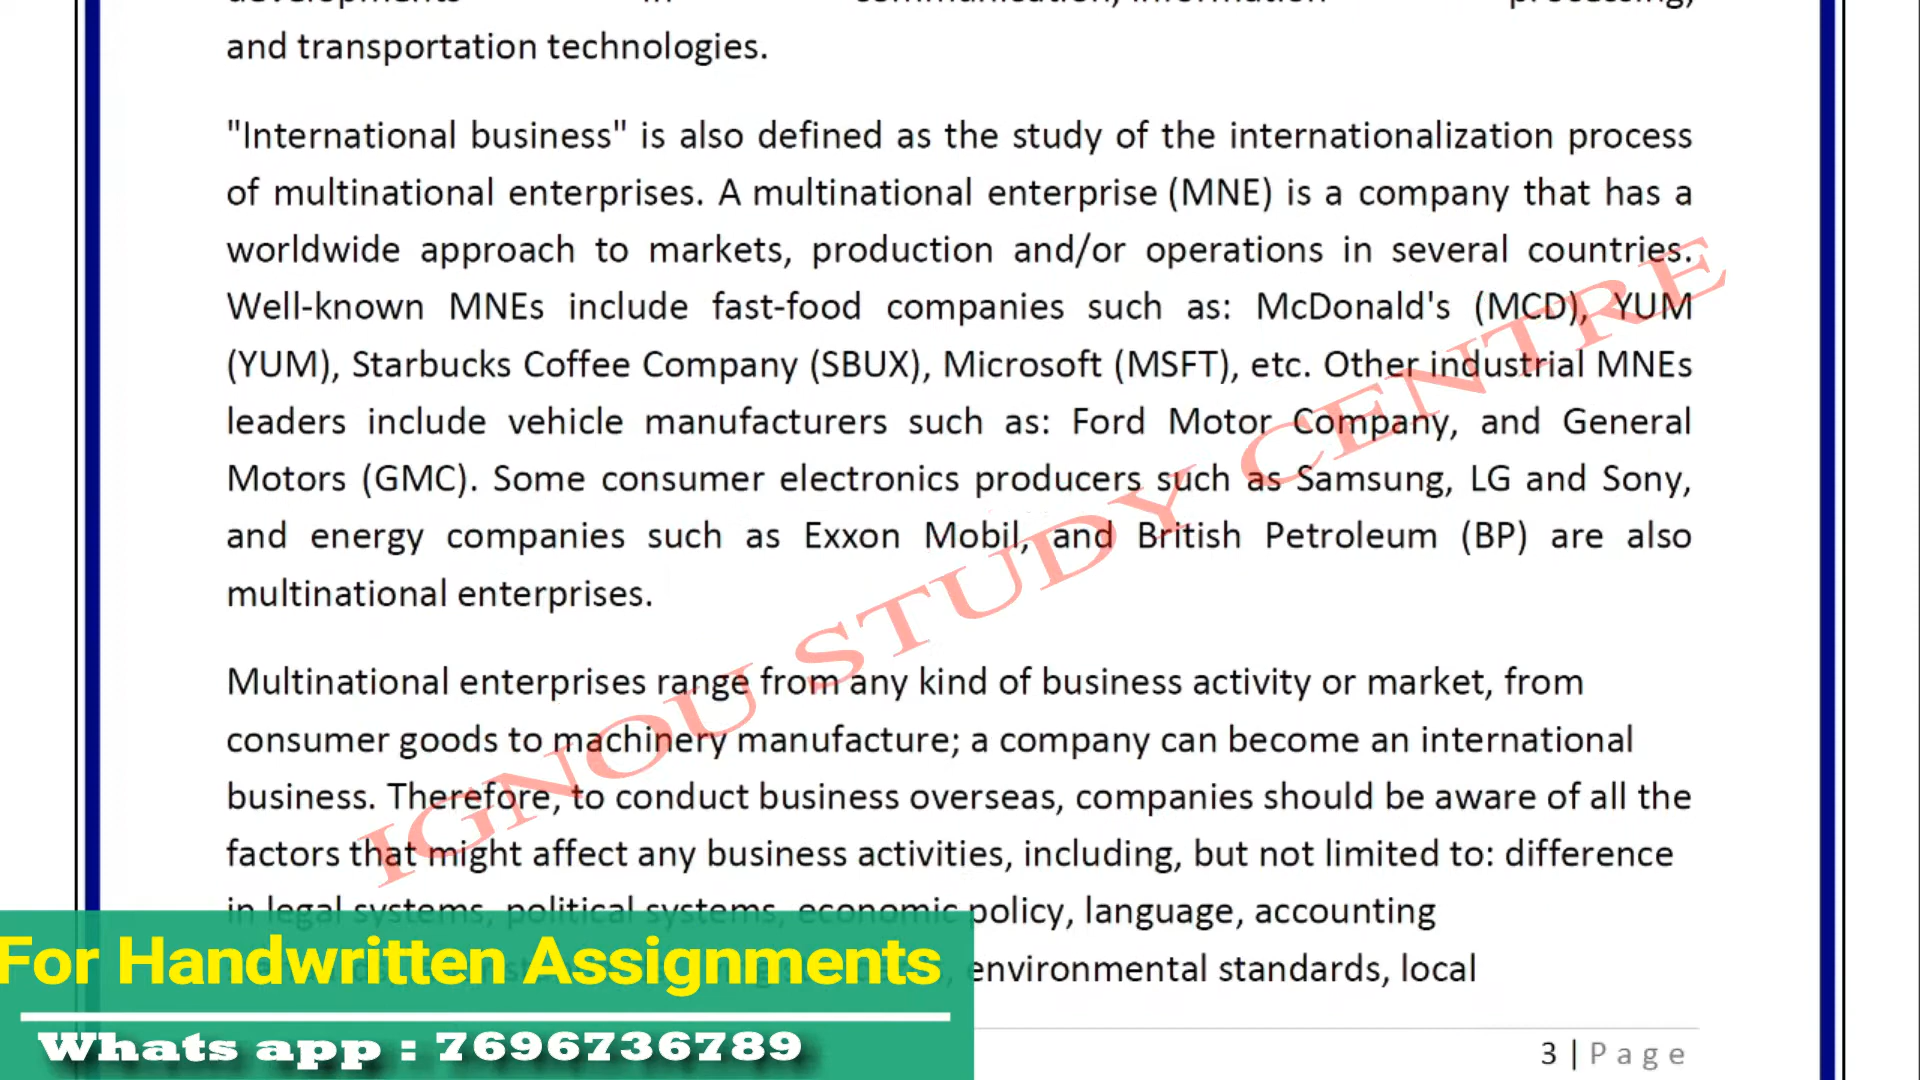 and transportation technologies.
"International business" is also defined as the study of the internationalization process
of multinational enterprises. A multinational enterprise (MNE) is a company that has a
worldwide approach to markets, production and/or operations in several countries.
Well-known MNEs include fast-food companies such as: McDonald's (MCD), YUM
(YUM), Starbucks Coffee Company (SBUX), Microsoft (MSFT), etc. Other industrial MNEs
leaders include vehicle manufacturers such as: Ford Motor Company, and General
Motors (GMC). Some consumer electronics producers such as Samsung, LG and Sony,
and energy companies such as Exxon Mobil, and British Petroleum (BP) are also
multinational enterprises.
IGNOU STUDY CENTRE
Multinational enterprises range from any kind of business activity or market, from
consumer goods to machinery manufacture; a company can become an international
business. Therefore, to conduct business overseas, companies should be aware of all the
factors that might affect any business activities, including, but not limited to: difference
in legal systems, political systems, economic policy, language, accounting
environmental standards, local
For Handwritten Assignments
Whats app : 7696736789
3 | Page